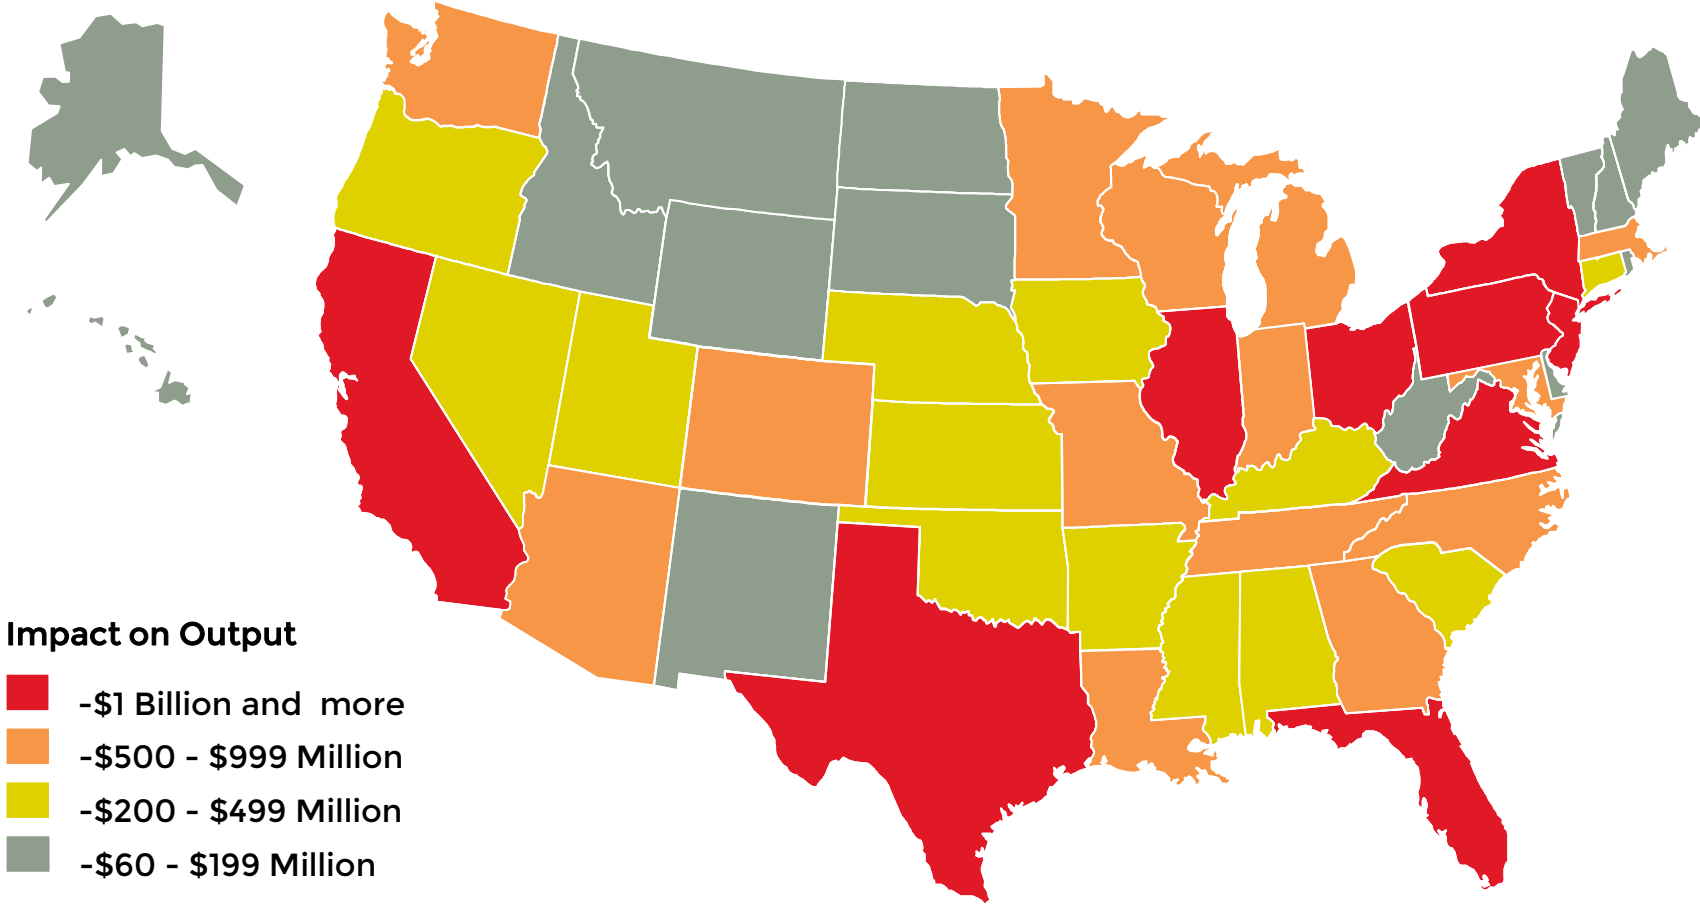 Impact on Output
-$1 Billion and  more
-$500 - $999 Million
-$200 - $499 Million
-$60 - $199 Million